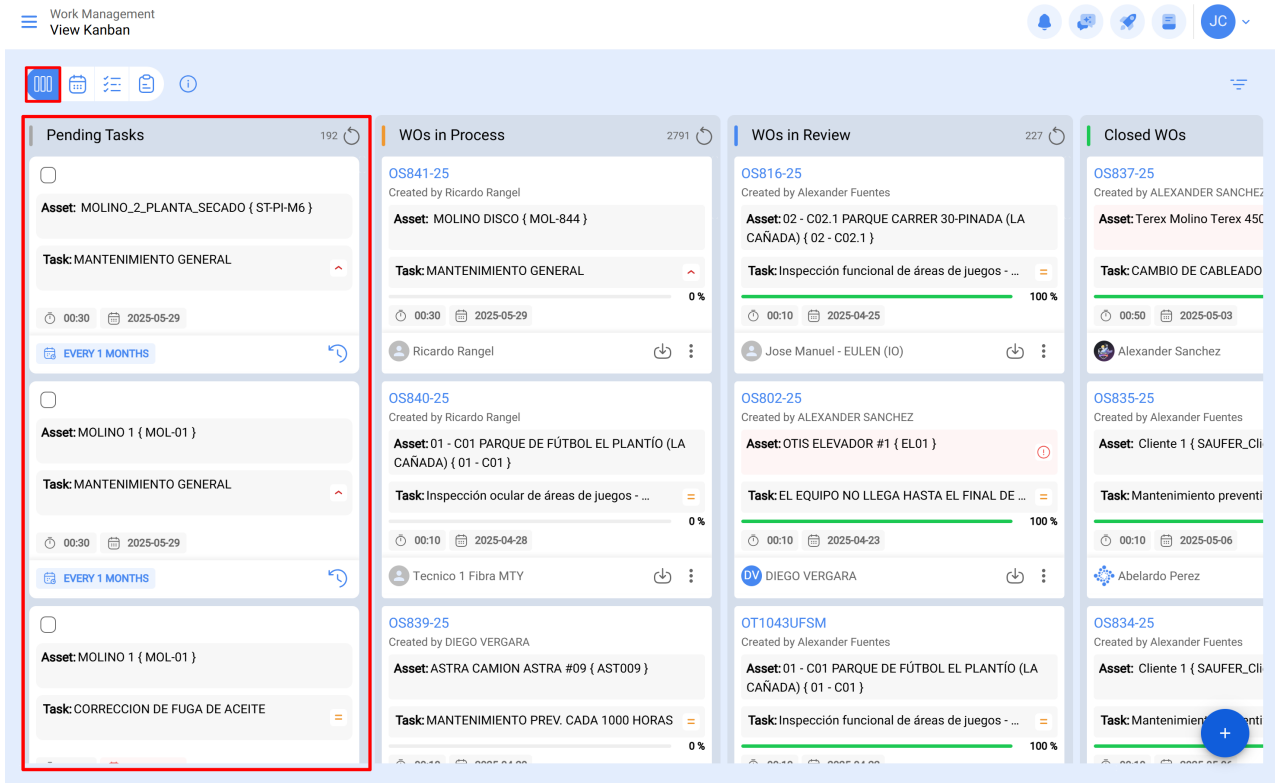 Work Management
View Kanban
JC
Pending Tasks 192
Asset: MOLINO_2_PLANTA_SECADO { ST-PI-M6 }
Task: MANTENIMIENTO GENERAL
00:30 2025-05-29
EVERY 1 MONTHS
Asset: MOLINO 1 { MOL-01 }
Task: MANTENIMIENTO GENERAL
00:30 2025-05-29
EVERY 1 MONTHS
Asset: MOLINO 1 { MOL-01 }
Task: CORRECCION DE FUGA DE ACEITE
WOs in Process 2791
OS841-25
Created by Ricardo Rangel
Asset: MOLINO DISCO { MOL-844 }
Task: MANTENIMIENTO GENERAL
0 %
00:30 2025-05-29
Ricardo Rangel
OS840-25
Created by Ricardo Rangel
Asset: 01 - C01 PARQUE DE FÚTBOL EL PLANTÍO (LA
CAÑADA) { 01 - C01 }
Task: Inspección ocular de áreas de juegos - ...
0 %
00:10 2025-04-28
Tecnico 1 Fibra MTY
OS839-25
Created by DIEGO VERGARA
Asset: ASTRA CAMION ASTRA #09 { AST009 }
Task: MANTENIMIENTO PREV. CADA 1000 HORAS
0 %
WOs in Review 227
OS816-25
Created by Alexander Fuentes
Asset: 02 - C02.1 PARQUE CARRER 30-PINADA (LA
CAÑADA) { 02 - C02.1 }
Task: Inspección funcional de áreas de juegos - ...
100 %
00:10 2025-04-25
Jose Manuel - EULEN (IO)
OS802-25
Created by ALEXANDER SANCHEZ
Asset: OTIS ELEVADOR #1 { EL01 }
Task: EL EQUIPO NO LLEGA HASTA EL FINAL DE ...
100 %
00:10 2025-04-23
DV DIEGO VERGARA
OT1043UFSM
Created by Alexander Fuentes
Asset: 01 - C01 PARQUE DE FÚTBOL EL PLANTÍO (LA
CAÑADA) { 01 - C01 }
Task: Inspección funcional de áreas de juegos - ...
100 %
Closed WOs
OS837-25
Created by ALEXANDER SANCHEZ
Asset: Terex Molino Terex 450
Task: CAMBIO DE CABLEADO
00:50 2025-05-03
Alexander Sanchez
OS835-25
Created by Alexander Fuentes
Asset: Cliente 1 { SAUFER_Cli
Task: Mantenimiento preventi
00:10 2025-05-06
Abelardo Perez
OS834-25
Created by Alexander Fuentes
Asset: Cliente 1 { SAUFER_Cli
Task:
+